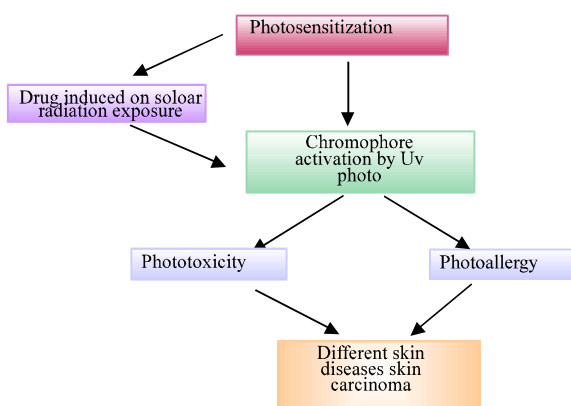 Photosensitization
Drug induced on soloar
radiation exposure
Chromophore
activation by Uv
photo
Phototoxicity
Photoallergy
Different skin
diseases skin
carcinoma